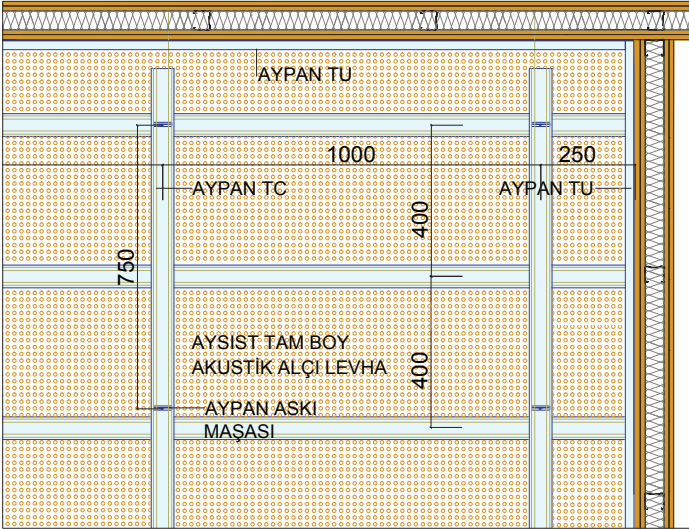 AYPAN TU
1000
250
AYPAN TC
AYPAN TU
400
750
AYSIST TAM BOY
AKUSTİK ALÇI LEVHA
400
AYPAN ASKI
MAŞASI